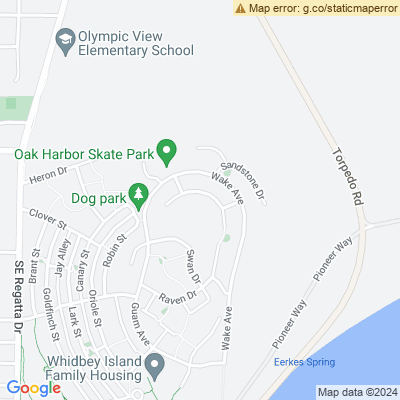 Map error: g.co/staticmaperror
Olympic View
Elementary School
Torpedo Rd
Oak Harbor Skate Park
Sandstone Dr
Heron Dr
Wake Ave
Dog park
Clover St
Robin St
Pioneer Way
Brant St
Jay Alley
Canary St
Swan Dr
SE Regatta Dr
Goldfinch St
Lark St
Oriole St
Raven Dr
Guam Ave
Pioneer Way
Wake Ave
Whidbey Island
Family Housing
Eerkes Spring
Google
Map data ©2024